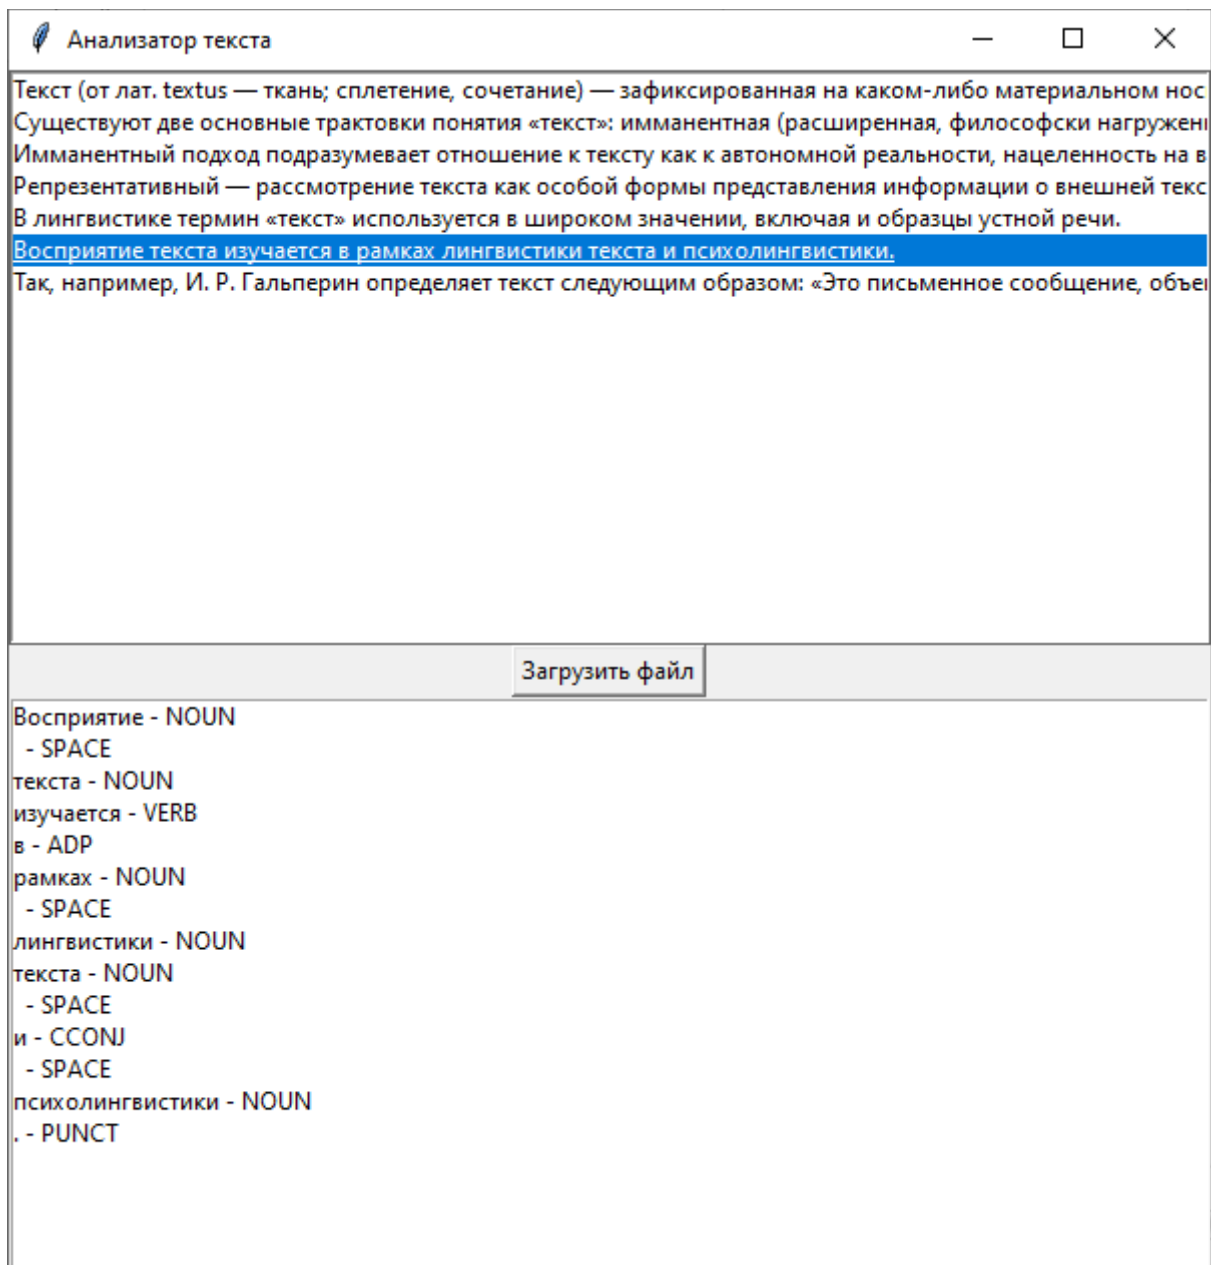 Анализатор текста
Текст (от лат. textus — ткань; сплетение, сочетание) — зафиксированная на каком-либо материальном нос
Существуют две основные трактовки понятия «текст»: имманентная (расширенная, философски нагружен
Имманентный подход подразумевает отношение к тексту как к автономной реальности, нацеленность на в
Репрезентативный — рассмотрение текста как особой формы представления информации о внешней текс
В лингвистике термин «текст» используется в широком значении, включая и образцы устной речи.
Восприятие текста изучается в рамках лингвистики текста и психолингвистики.
Так, например, И. Р. Гальперин определяет текст следующим образом: «Это письменное сообщение, объе
Загрузить файл
Восприятие - NOUN
- SPACE
текста - NOUN
изучается - VERB
в - ADP
рамках - NOUN
- SPACE
лингвистики - NOUN
текста - NOUN
- SPACE
и - CCONJ
- SPACE
психолингвистики - NOUN
. - PUNCT